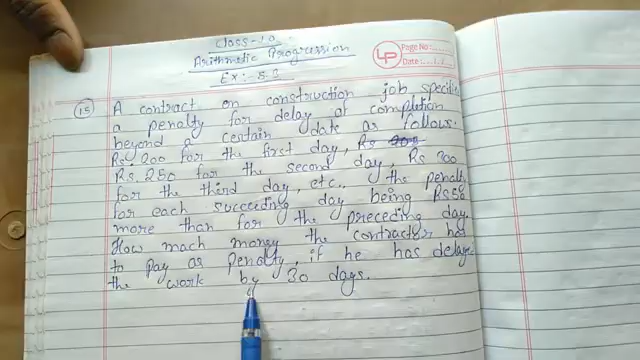 Class-10
Arithmetic Progression
Ex:-5.3
LP
Page No:
Date:
15) A contract on construction job specifies
a penalty for delay of completion
beyond a certain date as follows:
Rs. 200 for the first day, Rs
Rs. 250 for the second day, Rs 300
for the third day, etc., the penalty
for each succeeding day being Rs50
more than for the preceding day.
How much money the contractor has
to pay as penalty, if he has delaye
the work by 30 days.